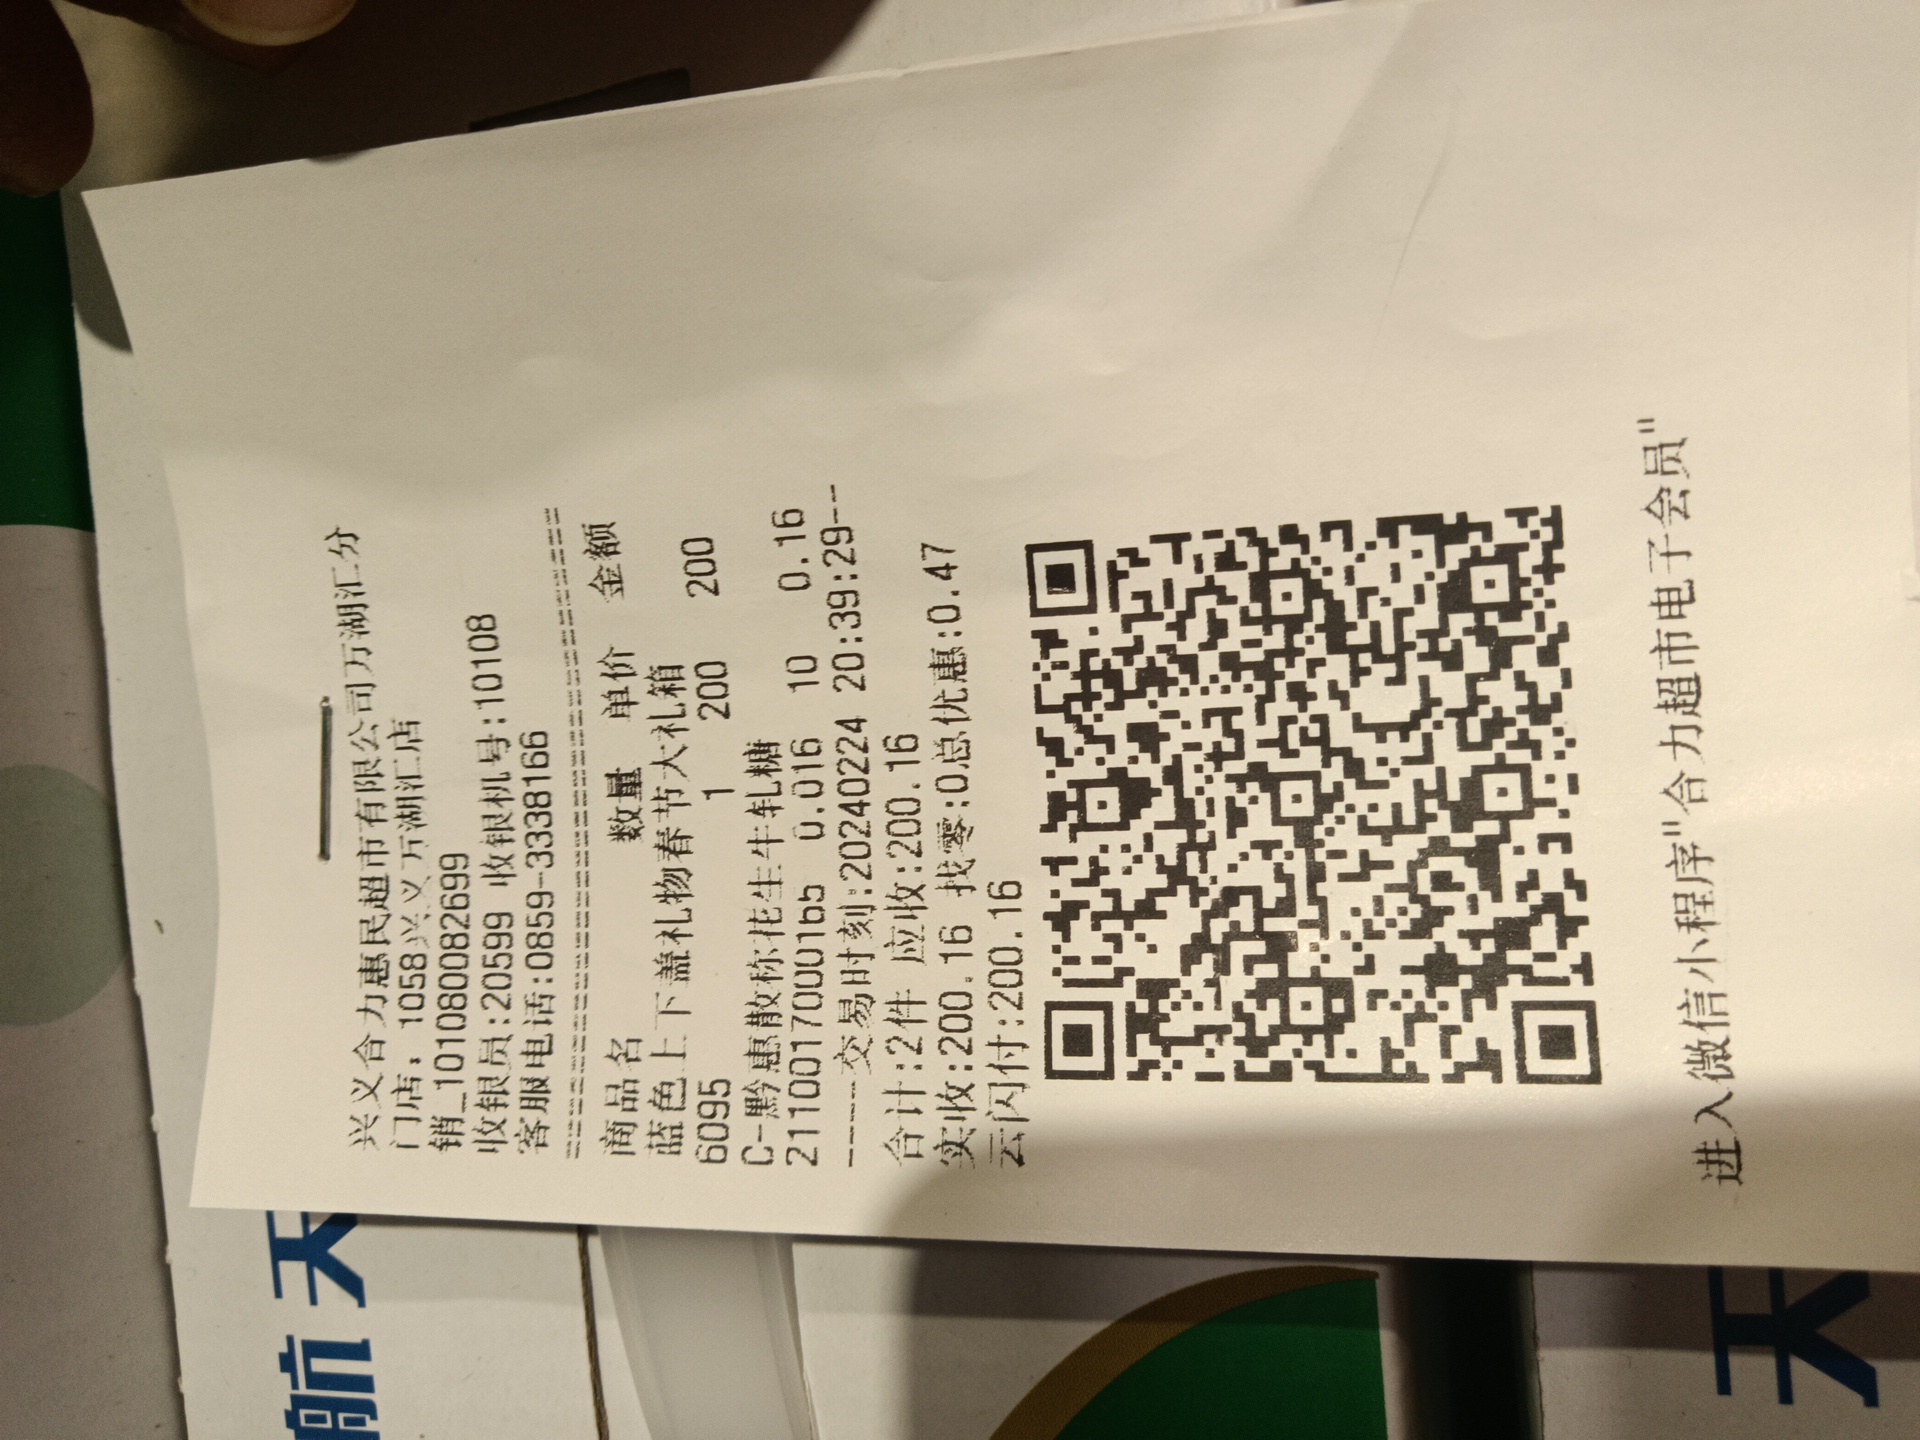 兴义合力惠民超市有限公司万湖汇分
门店: 1058兴义万湖汇店
销_1010800082699
收银员:20599 收银机号:10108
客服电话:0859-3338166
商品名 数量 单价 金额
蓝色上下盖礼物春节大礼箱
6095 1 200 200
C-黔惠散称花生牛轧糖
2110017000165 0.016 10 0.16
-----交易时刻:20240224 20:39:29--
合计:2件 应收:200.16
实收:200.16 找零:0总优惠:0.47
云闪付:200.16
进入微信小程序"合力超市电子会员"
航天
天